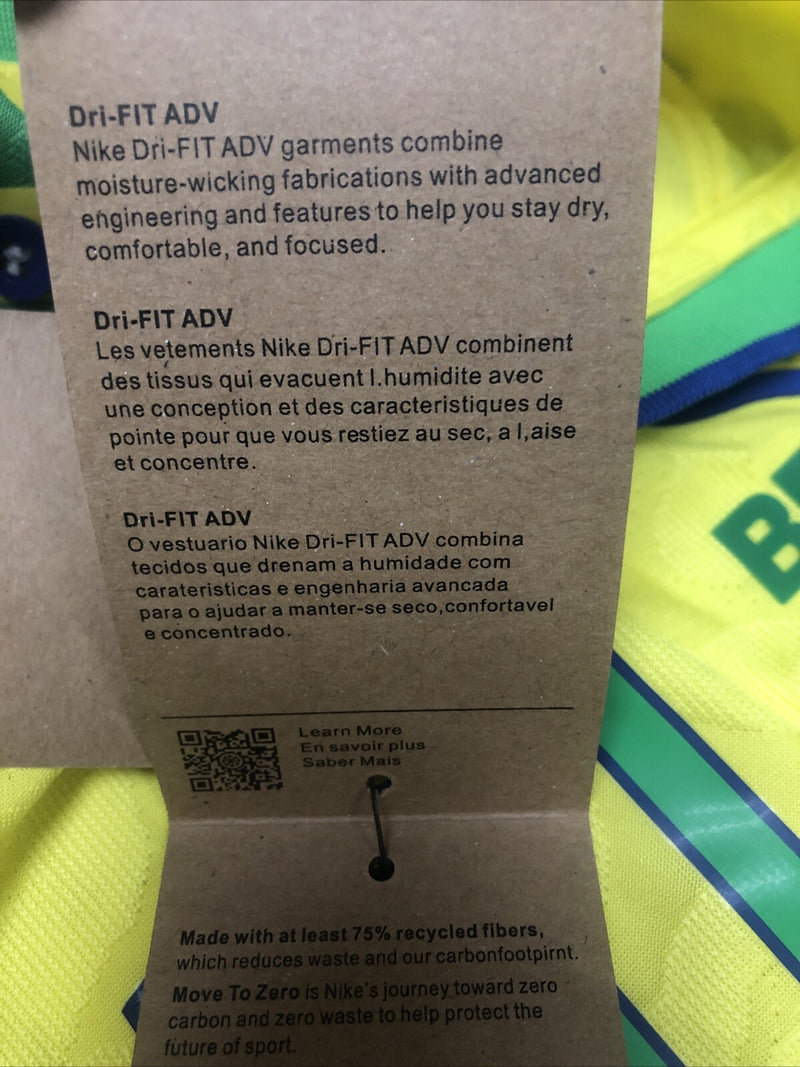 Dri-FIT ADV
Nike Dri-FIT ADV garments combine
moisture-wicking fabrications with advanced
engineering and features to help you stay dry,
comfortable, and focused.
Dri-FIT ADV
Les vetements Nike Dri-FIT ADV combinent
des tissus qui evacuent l.humidite avec
une conception et des caracteristiques de
pointe pour que vous restiez au sec, a l,aise
et concentre.
Dri-FIT ADV
O vestuario Nike Dri-FIT ADV combina
tecidos que drenam a humidade com
carateristicas e engenharia avancada
para o ajudar a manter-se seco,confortavel
e concentrado.
Learn More
En savoir plus
Saber Mais
Made with at least 75% recycled fibers,
which reduces waste and our carbonfootpirnt.
Move To Zero is Nike's journey toward zero
carbon and zero waste to help protect the
future of sport.